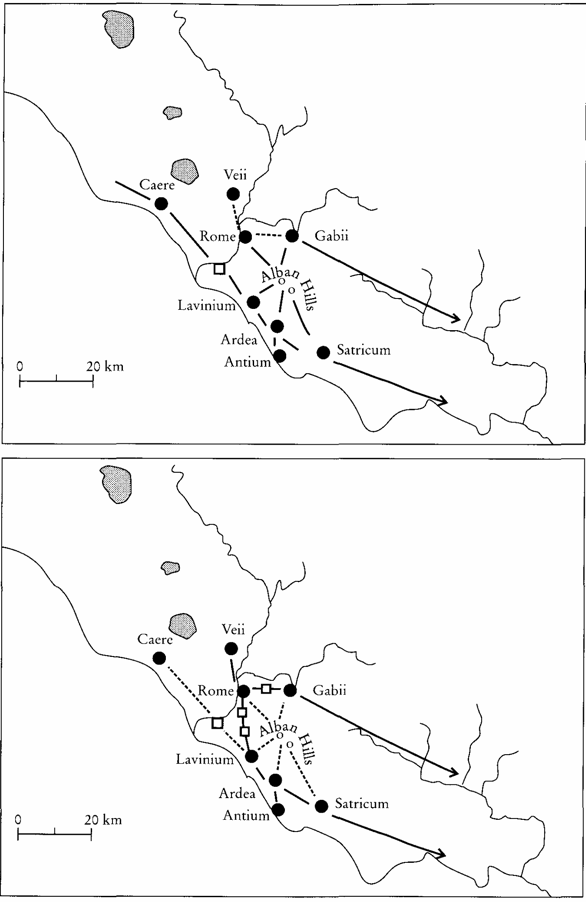 Veii
Caere
Rome
Gabii
Alban Hills
Lavinium
Ardea
Satricum
Antium
0 20 km
Veii
Caere
Rome
Gabii
Alban Hills
Lavinium
Ardea
Satricum
Antium
0 20 km